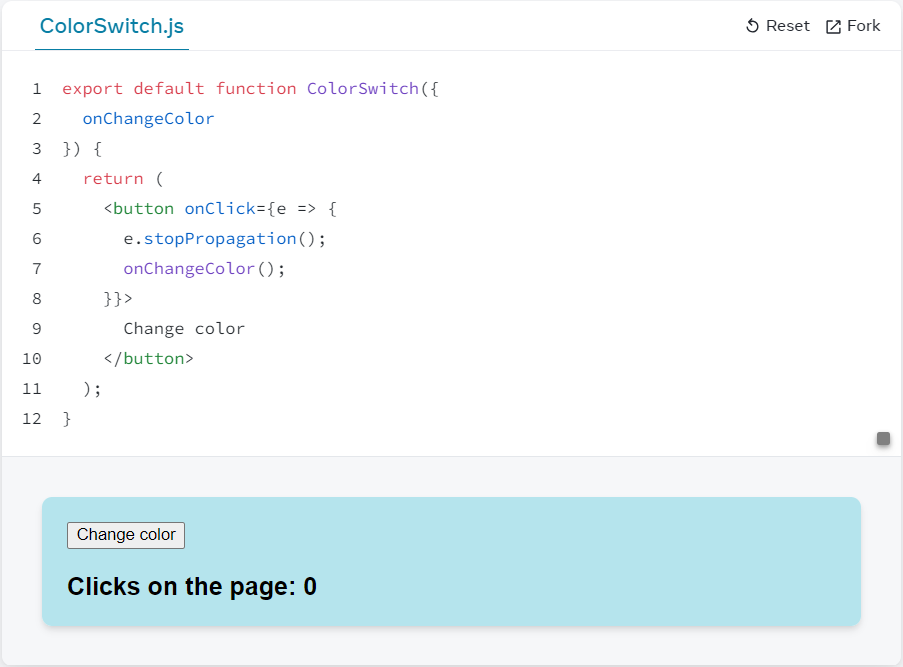 ColorSwitch.js
Reset Fork
1 export default function ColorSwitch({
2   onChangeColor
3 }) {
4   return (
5     <button onClick={e => {
6       e.stopPropagation();
7       onChangeColor();
8     }}>
9       Change color
10     </button>
11   );
12 }
Change color
Clicks on the page: 0